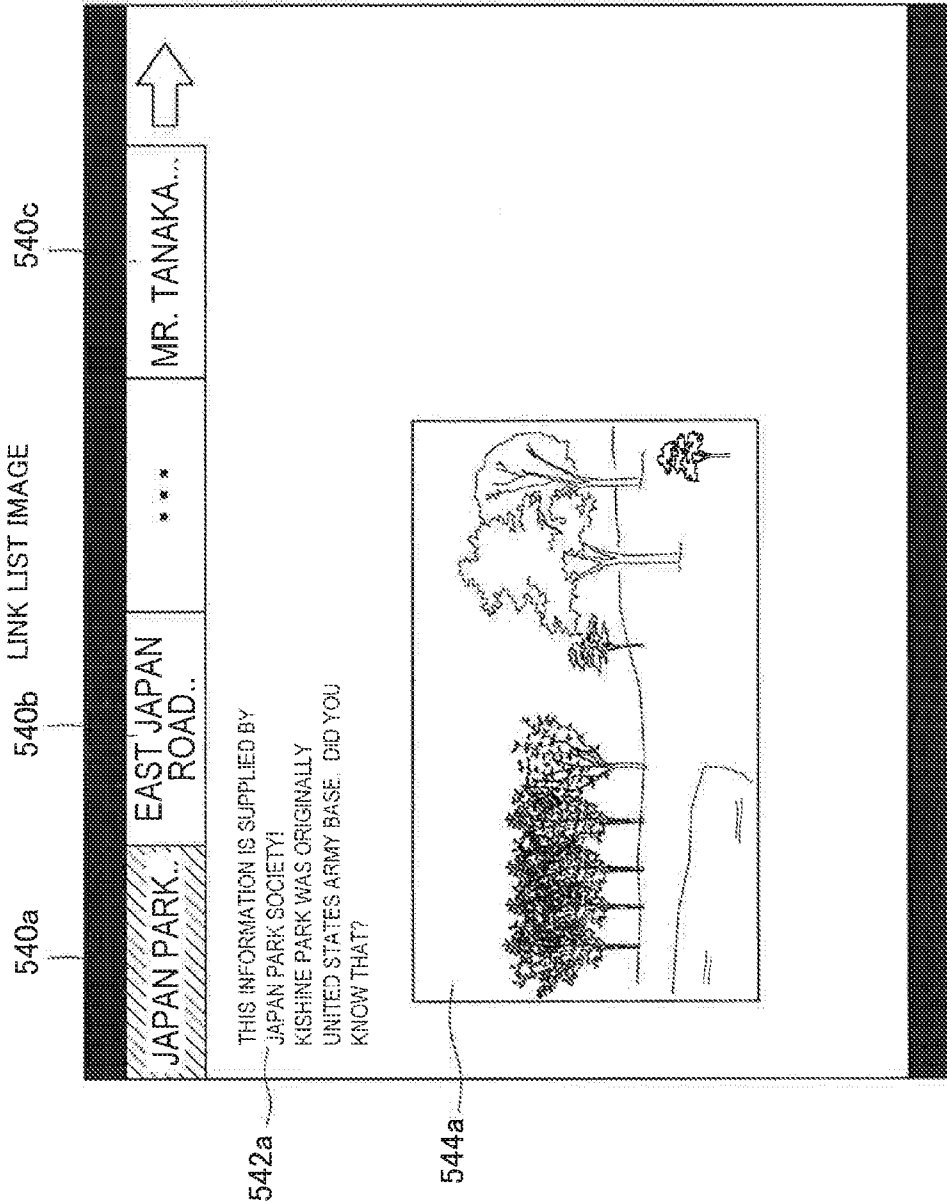 LINK LIST IMAGE
540a
540b
540c
JAPAN PARK..
EAST JAPAN
ROAD..
***
MR. TANAKA...
THIS INFORMATION IS SUPPLIED BY
JAPAN PARK SOCIETY!
KISHINE PARK WAS ORIGINALLY
UNITED STATES ARMY BASE. DID YOU
KNOW THAT?
542a
544a